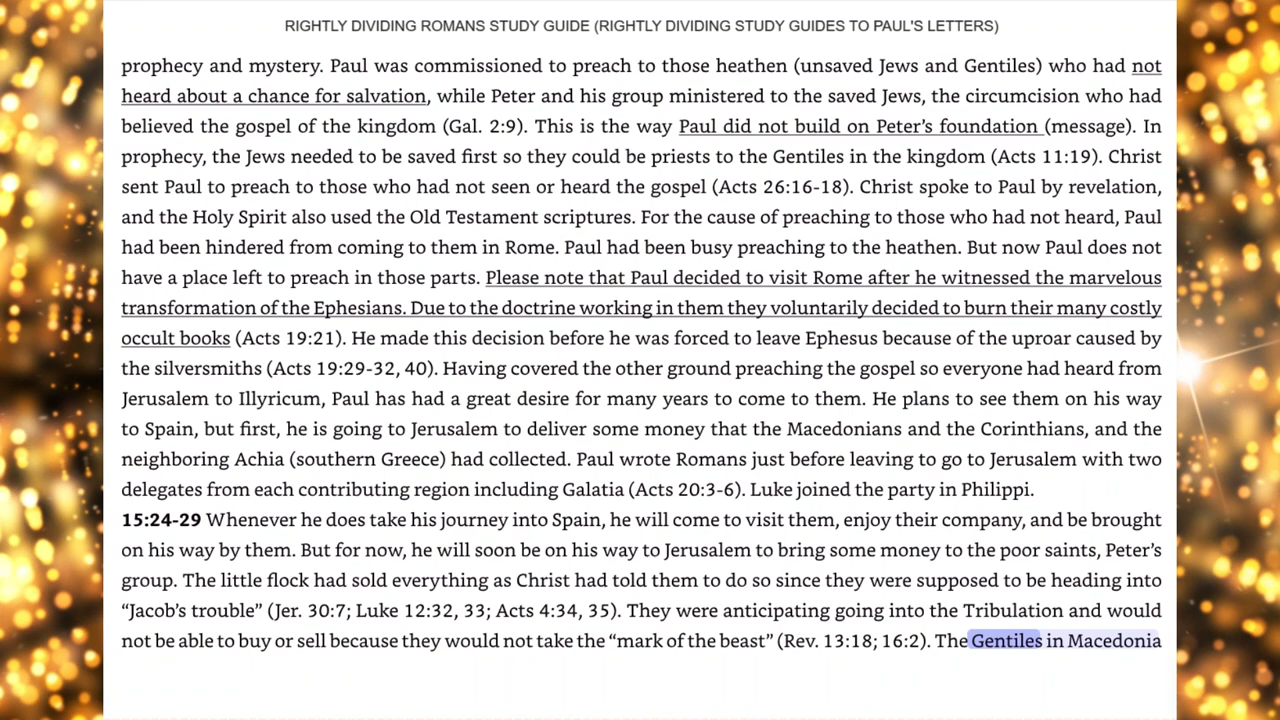 RIGHTLY DIVIDING ROMANS STUDY GUIDE (RIGHTLY DIVIDING STUDY GUIDES TO PAUL'S LETTERS)
prophecy and mystery. Paul was commissioned to preach to those heathen (unsaved Jews and Gentiles) who had not
heard about a chance for salvation, while Peter and his group ministered to the saved Jews, the circumcision who had
believed the gospel of the kingdom (Gal. 2:9). This is the way Paul did not build on Peter’s foundation (message). In
prophecy, the Jews needed to be saved first so they could be priests to the Gentiles in the kingdom (Acts 11:19). Christ
sent Paul to preach to those who had not seen or heard the gospel (Acts 26:16-18). Christ spoke to Paul by revelation,
and the Holy Spirit also used the Old Testament scriptures. For the cause of preaching to those who had not heard, Paul
had been hindered from coming to them in Rome. Paul had been busy preaching to the heathen. But now Paul does not
have a place left to preach in those parts. Please note that Paul decided to visit Rome after he witnessed the marvelous
transformation of the Ephesians. Due to the doctrine working in them they voluntarily decided to burn their many costly
occult books (Acts 19:21). He made this decision before he was forced to leave Ephesus because of the uproar caused by
the silversmiths (Acts 19:29-32, 40). Having covered the other ground preaching the gospel so everyone had heard from
Jerusalem to Illyricum, Paul has had a great desire for many years to come to them. He plans to see them on his way
to Spain, but first, he is going to Jerusalem to deliver some money that the Macedonians and the Corinthians, and the
neighboring Achia (southern Greece) had collected. Paul wrote Romans just before leaving to go to Jerusalem with two
delegates from each contributing region including Galatia (Acts 20:3-6). Luke joined the party in Philippi.
15:24-29 Whenever he does take his journey into Spain, he will come to visit them, enjoy their company, and be brought
on his way by them. But for now, he will soon be on his way to Jerusalem to bring some money to the poor saints, Peter’s
group. The little flock had sold everything as Christ had told them to do so since they were supposed to be heading into
“Jacob’s trouble” (Jer. 30:7; Luke 12:32, 33; Acts 4:34, 35). They were anticipating going into the Tribulation and would
not be able to buy or sell because they would not take the “mark of the beast” (Rev. 13:18; 16:2). The Gentiles in Macedonia